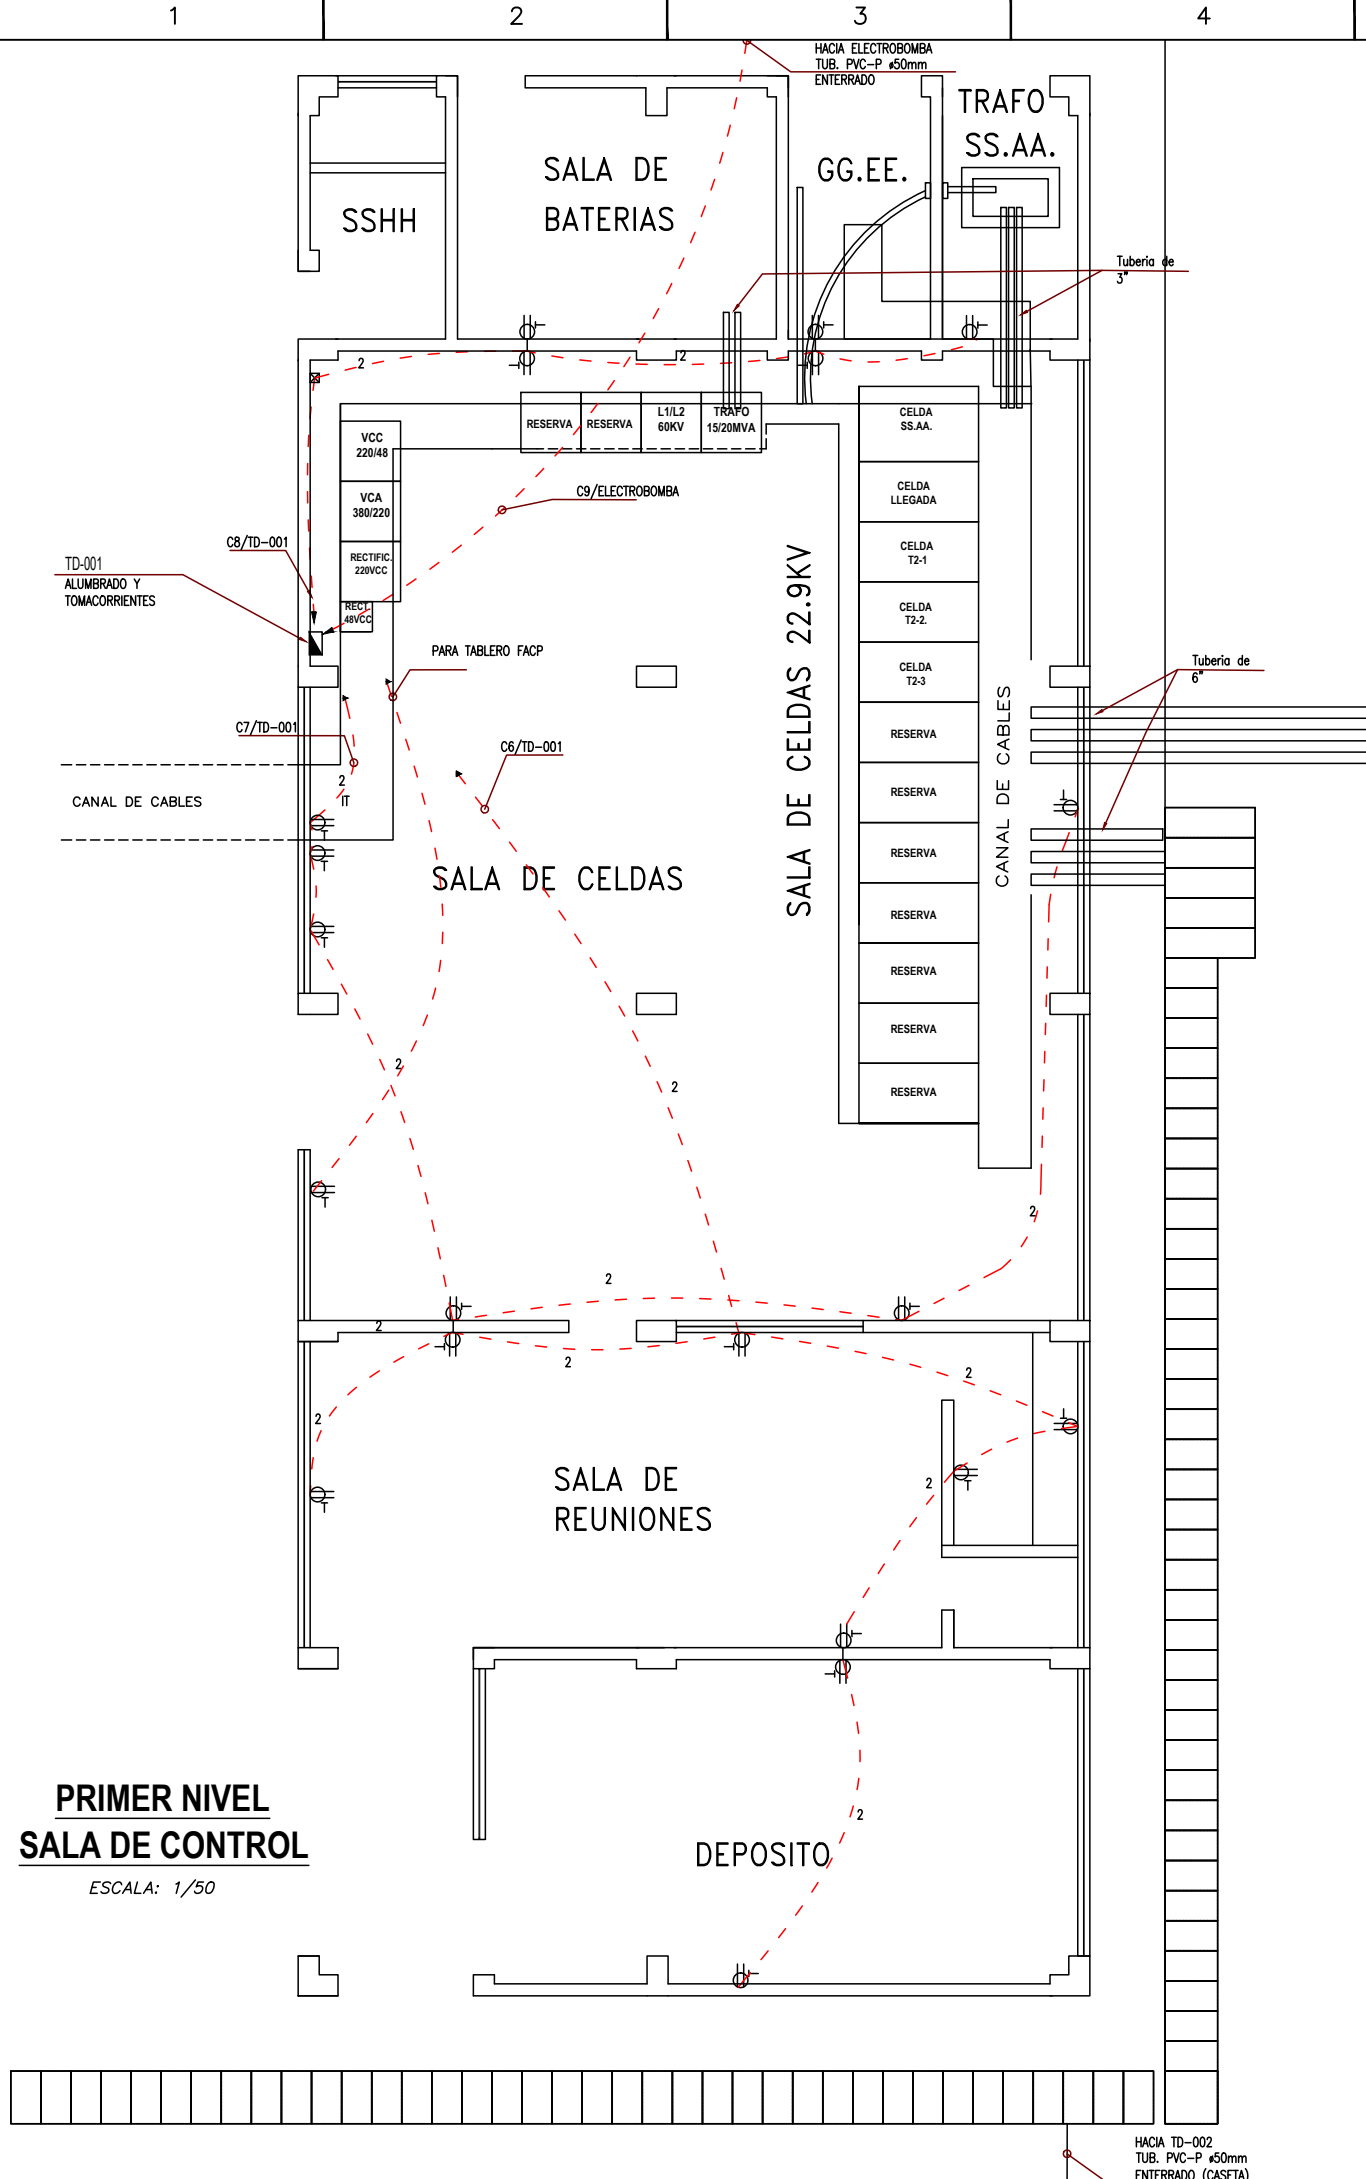 1
2
3
4
HACIA ELECTROBOMBA
TUB. PVC-P ø50mm
ENTERRADO
TRAFO
SS.AA.
SALA DE
BATERIAS
GG.EE.
SSHH
Tuberia de
3"
T
T
2
2
T
T
RESERVA
RESERVA
L1/L2
60KV
TRAFO
15/20MVA
CELDA
SS.AA.
VCC
220/48
VCA
380/220
C9/ELECTROBOMBA
CELDA
LLEGADA
C8/TD-001
RECTIFIC.
220VCC
CELDA
T2-1
TD-001
ALUMBRADO Y
TOMACORRIENTES
RECT.
48VCC
CELDA
T2-2.
PARA TABLERO FACP
CELDA
T2-3
Tuberia de
6"
SALA DE CELDAS 22.9KV
CANAL DE CABLES
C7/TD-001
C6/TD-001
RESERVA
2
IT
CANAL DE CABLES
RESERVA
T
T
T
RESERVA
SALA DE CELDAS
RESERVA
T
RESERVA
RESERVA
2
2
RESERVA
T
2
2
T
T
2
T
2
T
2
2
T
SALA DE
REUNIONES
T
2
T
T
T
2
DEPOSITO
T
PRIMER NIVEL
SALA DE CONTROL
ESCALA: 1/50
HACIA TD-002
TUB. PVC-P ø50mm
ENTERRADO (CASETA)